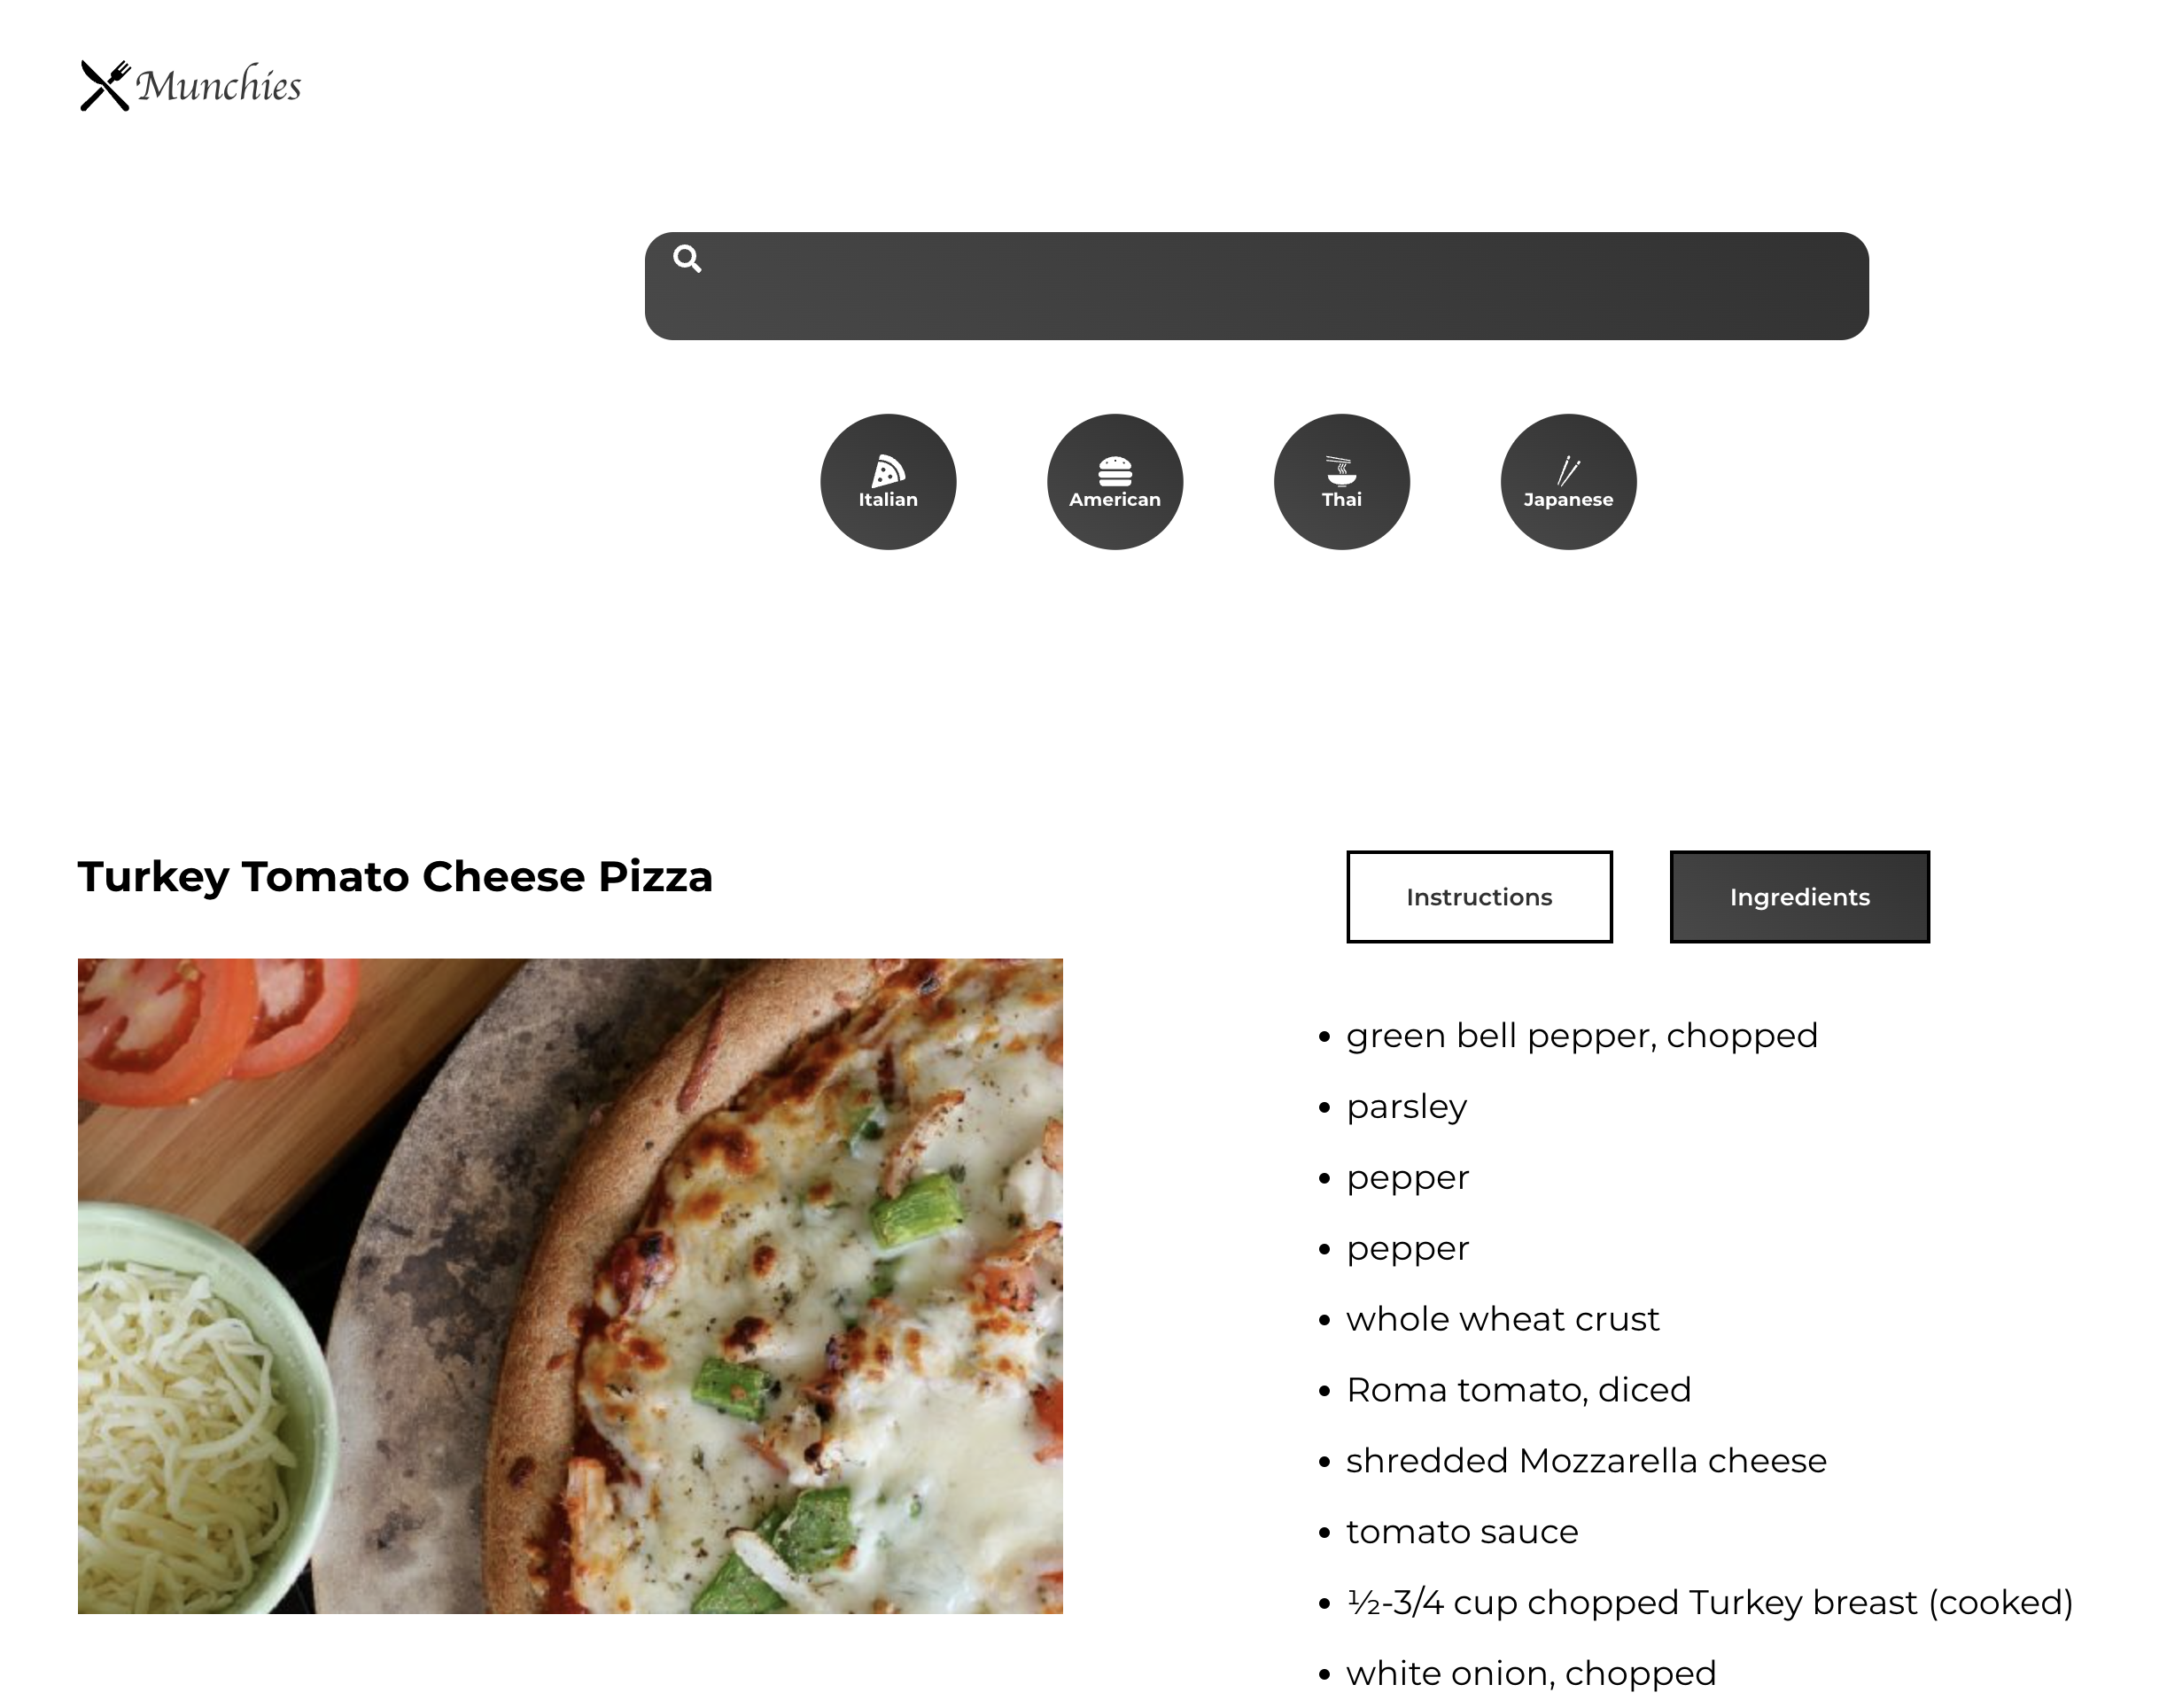 Munchies
Italian
American
Thai
Japanese
Turkey Tomato Cheese Pizza
Instructions
Ingredients
green bell pepper, chopped
parsley
pepper
pepper
whole wheat crust
Roma tomato, diced
shredded Mozzarella cheese
tomato sauce
½-3/4 cup chopped Turkey breast (cooked)
white onion, chopped